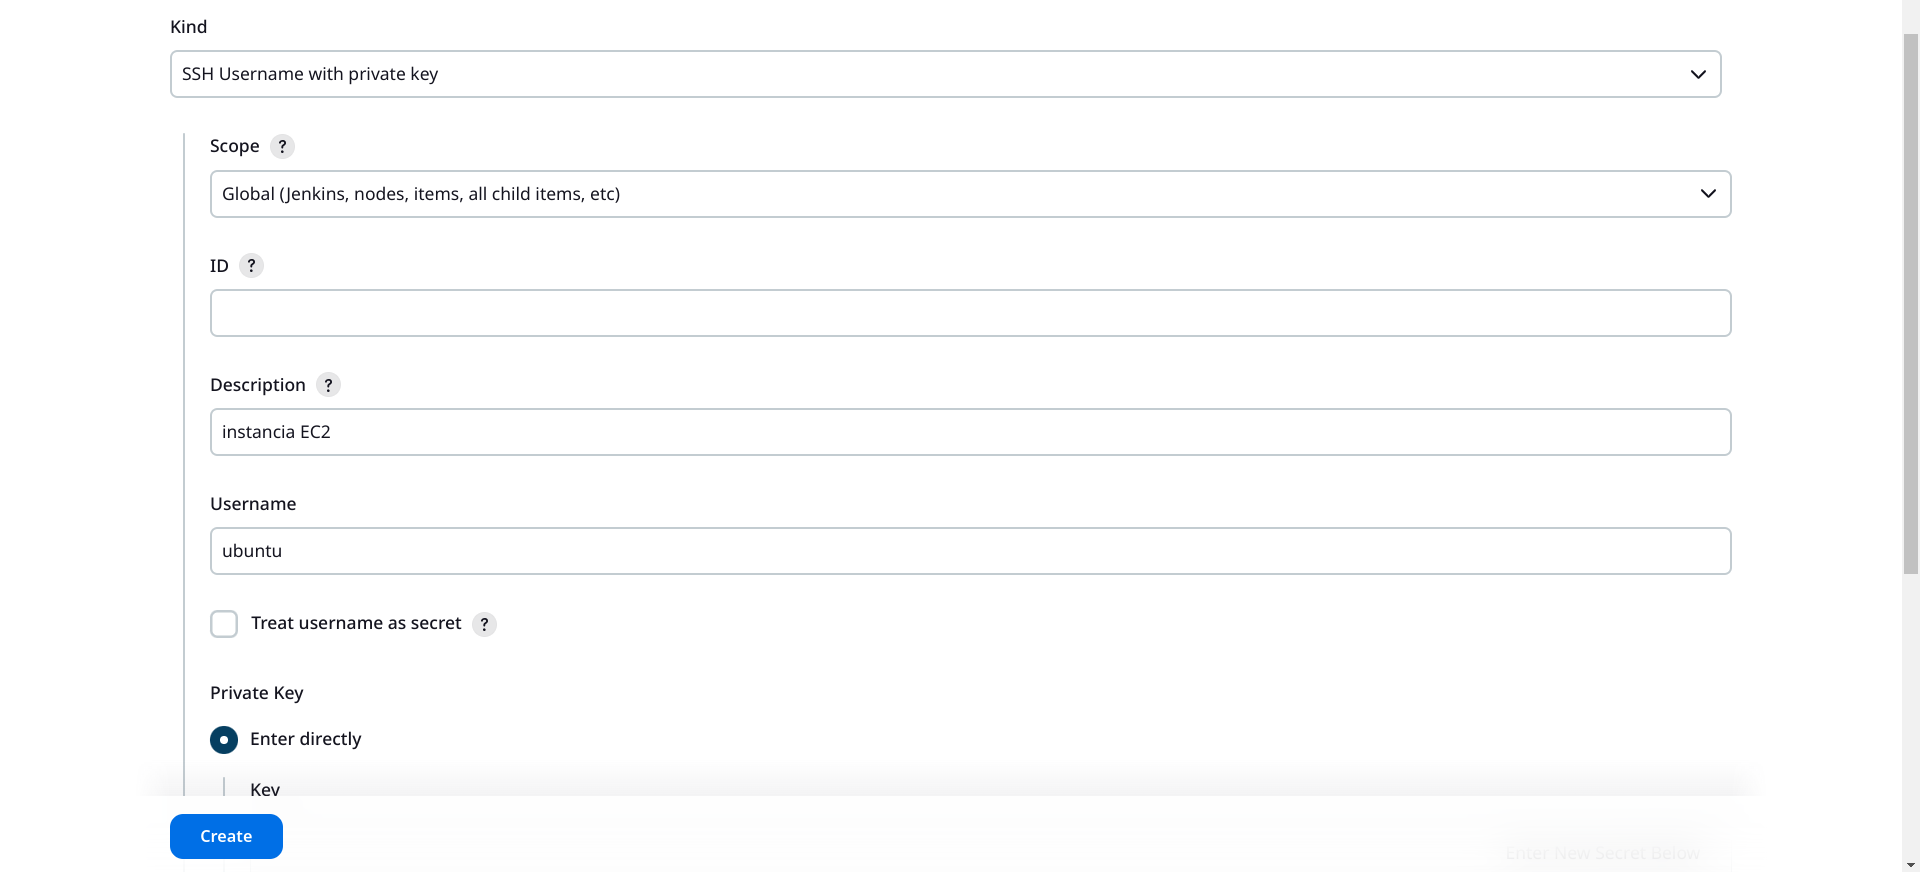 Kind
SSH Username with private key
Scope ?
Global (Jenkins, nodes, items, all child items, etc)
ID ?
Description ?
instancia EC2
Username
ubuntu
Treat username as secret ?
Private Key
Enter directly
Key
Create
Enter New Secret Below